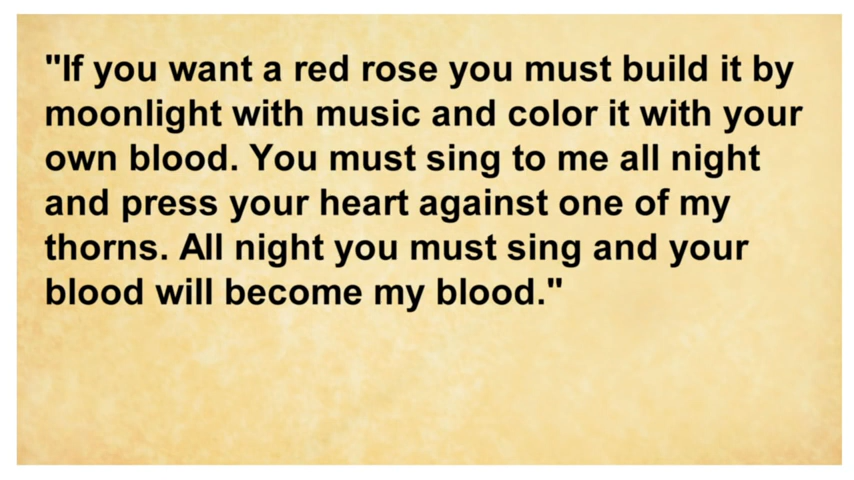 "If you want a red rose you must build it by
moonlight with music and color it with your
own blood. You must sing to me all night
and press your heart against one of my
thorns. All night you must sing and your
blood will become my blood."